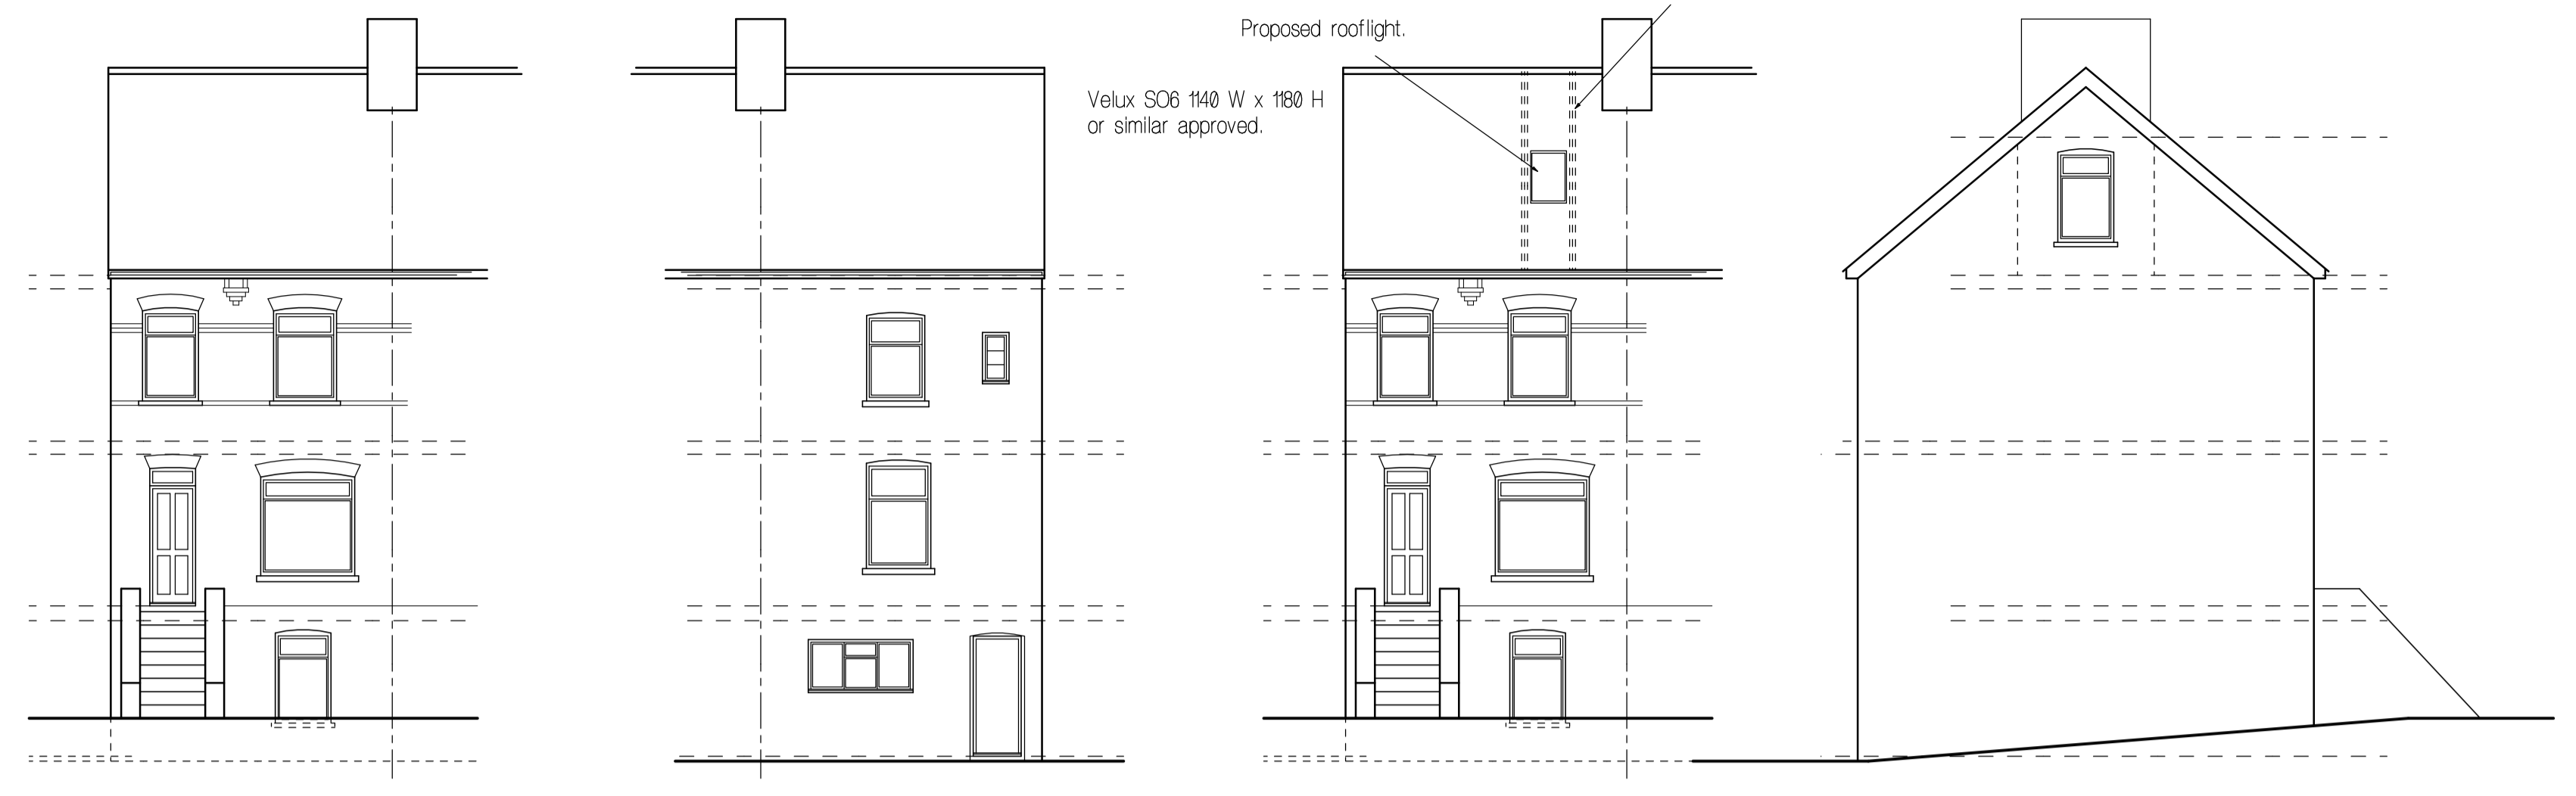 Proposed rooflight.
Velux SO6 1140 W x 1180 H
or similar approved.